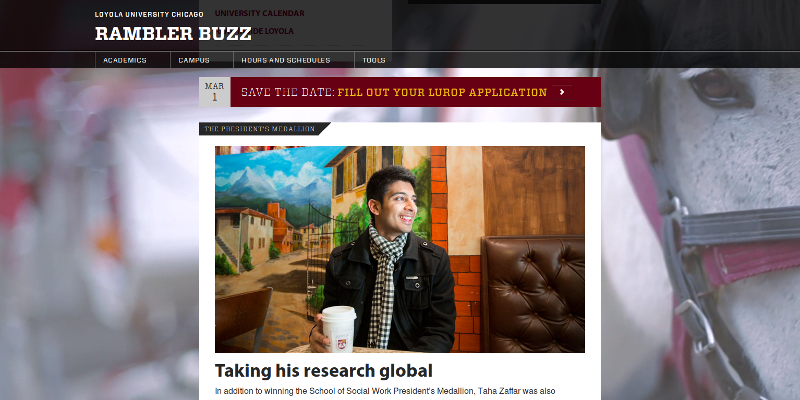 LOYOLA UNIVERSITY CHICAGO
UNIVERSITY CALENDAR
RAMBLER BUZZ
DE LOYOLA
ACADEMICS
CAMPUS
HOURS AND SCHEDULES
TOOLS
MAR
1
SAVE THE DATE: FILL OUT YOUR LUROP APPLICATION
THE PRESIDENT'S MEDALLION
Taking his research global
In addition to winning the School of Social Work President's Medallion, Taha Zaffar was also